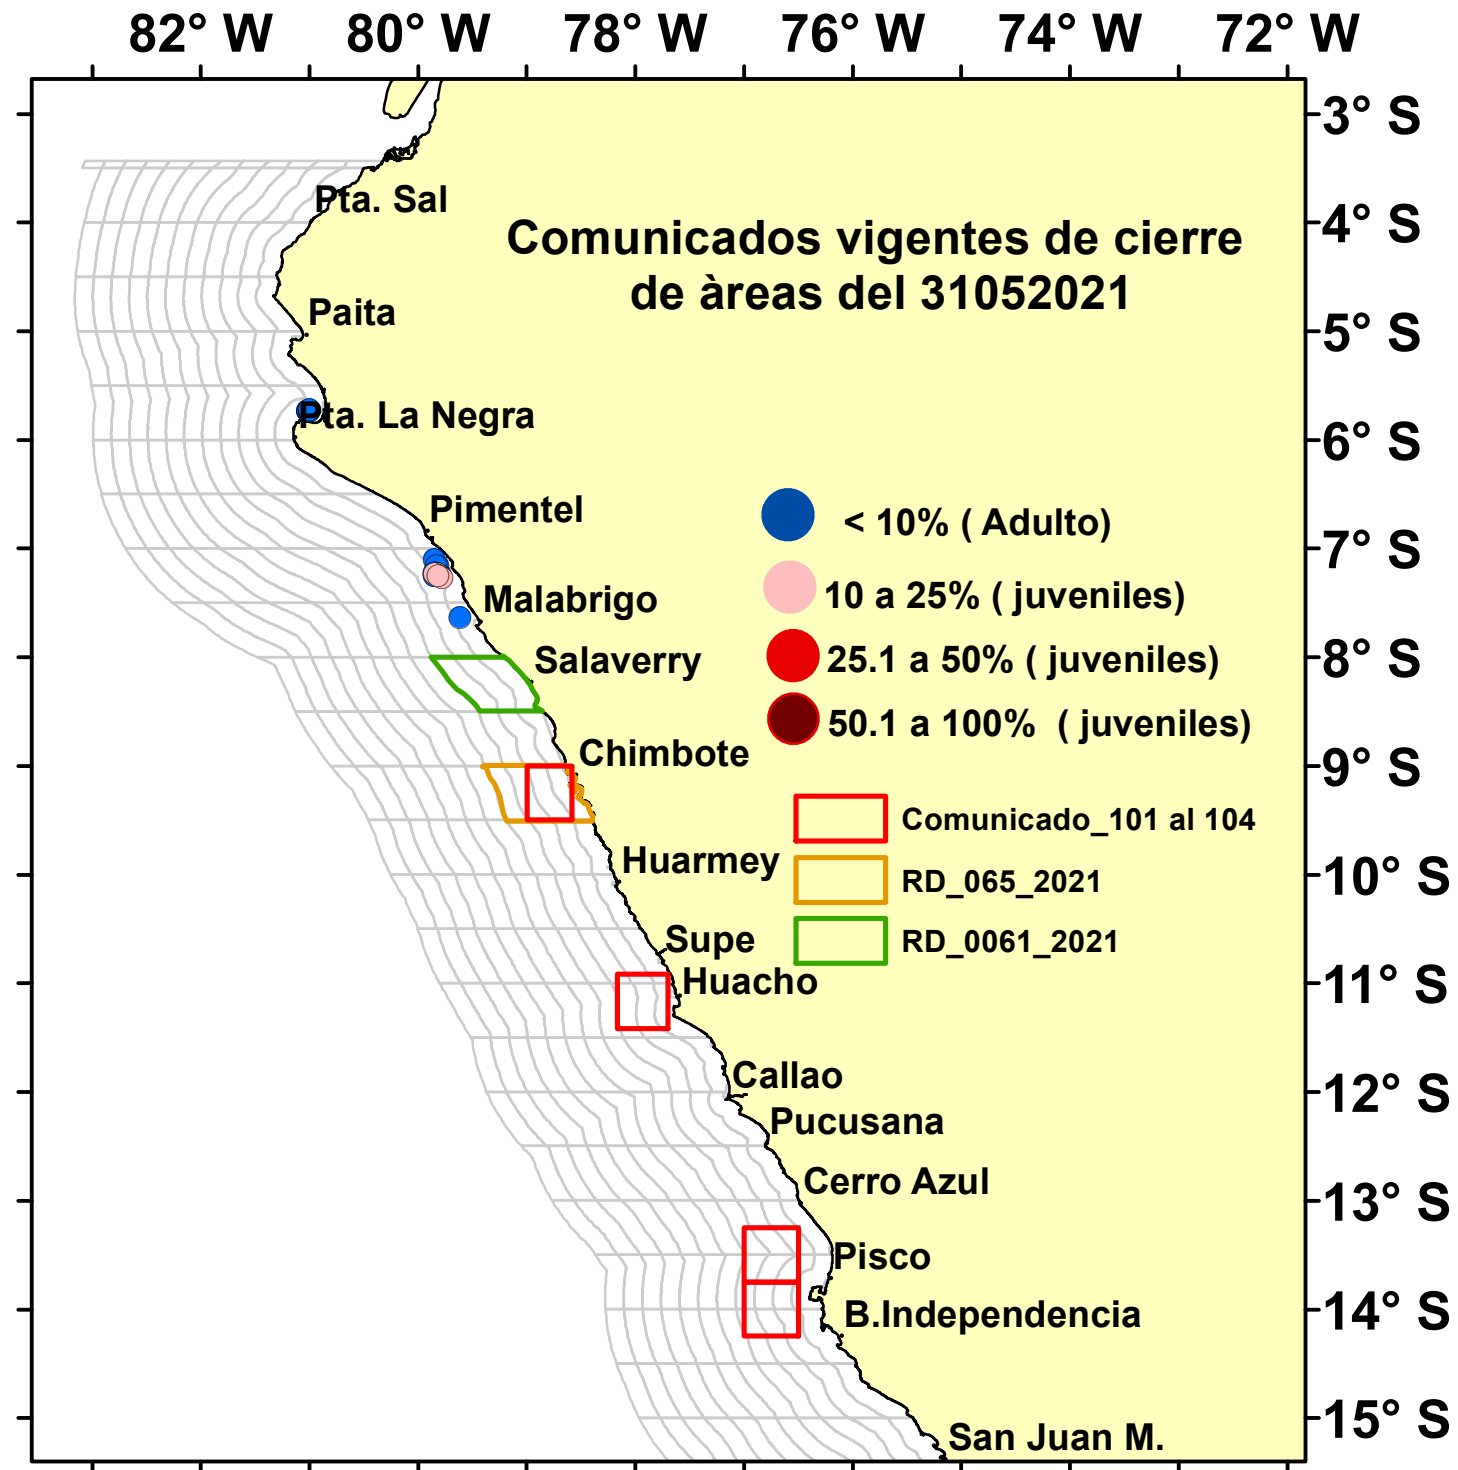 82° W 80° W 78° W 76° W 74° W 72° W
3° S
Pta. Sal
4° S
Comunicados vigentes de cierre
de àreas del 31052021
Paita
5° S
Pta. La Negra
6° S
Pimentel
< 10% ( Adulto)
7° S
10 a 25% ( juveniles)
Malabrigo
25.1 a 50% ( juveniles)
Salaverry
8° S
50.1 a 100% ( juveniles)
Chimbote
9° S
Comunicado_101 al 104
Huarmey
RD_065_2021
10° S
Supe
RD_0061_2021
Huacho
11° S
Callao
12° S
Pucusana
Cerro Azul
13° S
Pisco
B.Independencia
14° S
San Juan M.
15° S